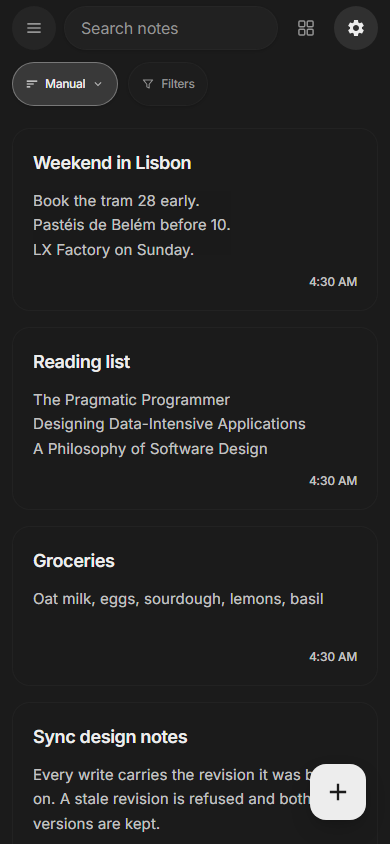 Search notes
Manual
Filters
Weekend in Lisbon
Book the tram 28 early.
Pastéis de Belém before 10.
LX Factory on Sunday.
4:30 AM
Reading list
The Pragmatic Programmer
Designing Data-Intensive Applications
A Philosophy of Software Design
4:30 AM
Groceries
Oat milk, eggs, sourdough, lemons, basil
4:30 AM
Sync design notes
Every write carries the revision it was
on. A stale revision is refused and both
versions are kept.